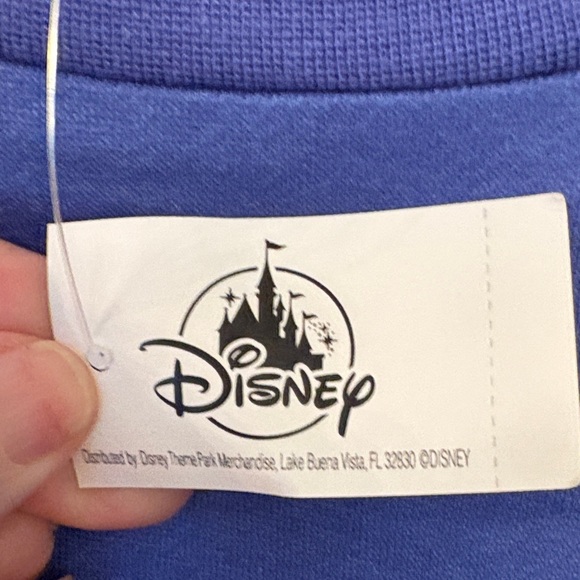 DISNEY
Distributed by Disney Theme Park Merchandise, Lake Buena Vista, FL 32830 ©DISNEY